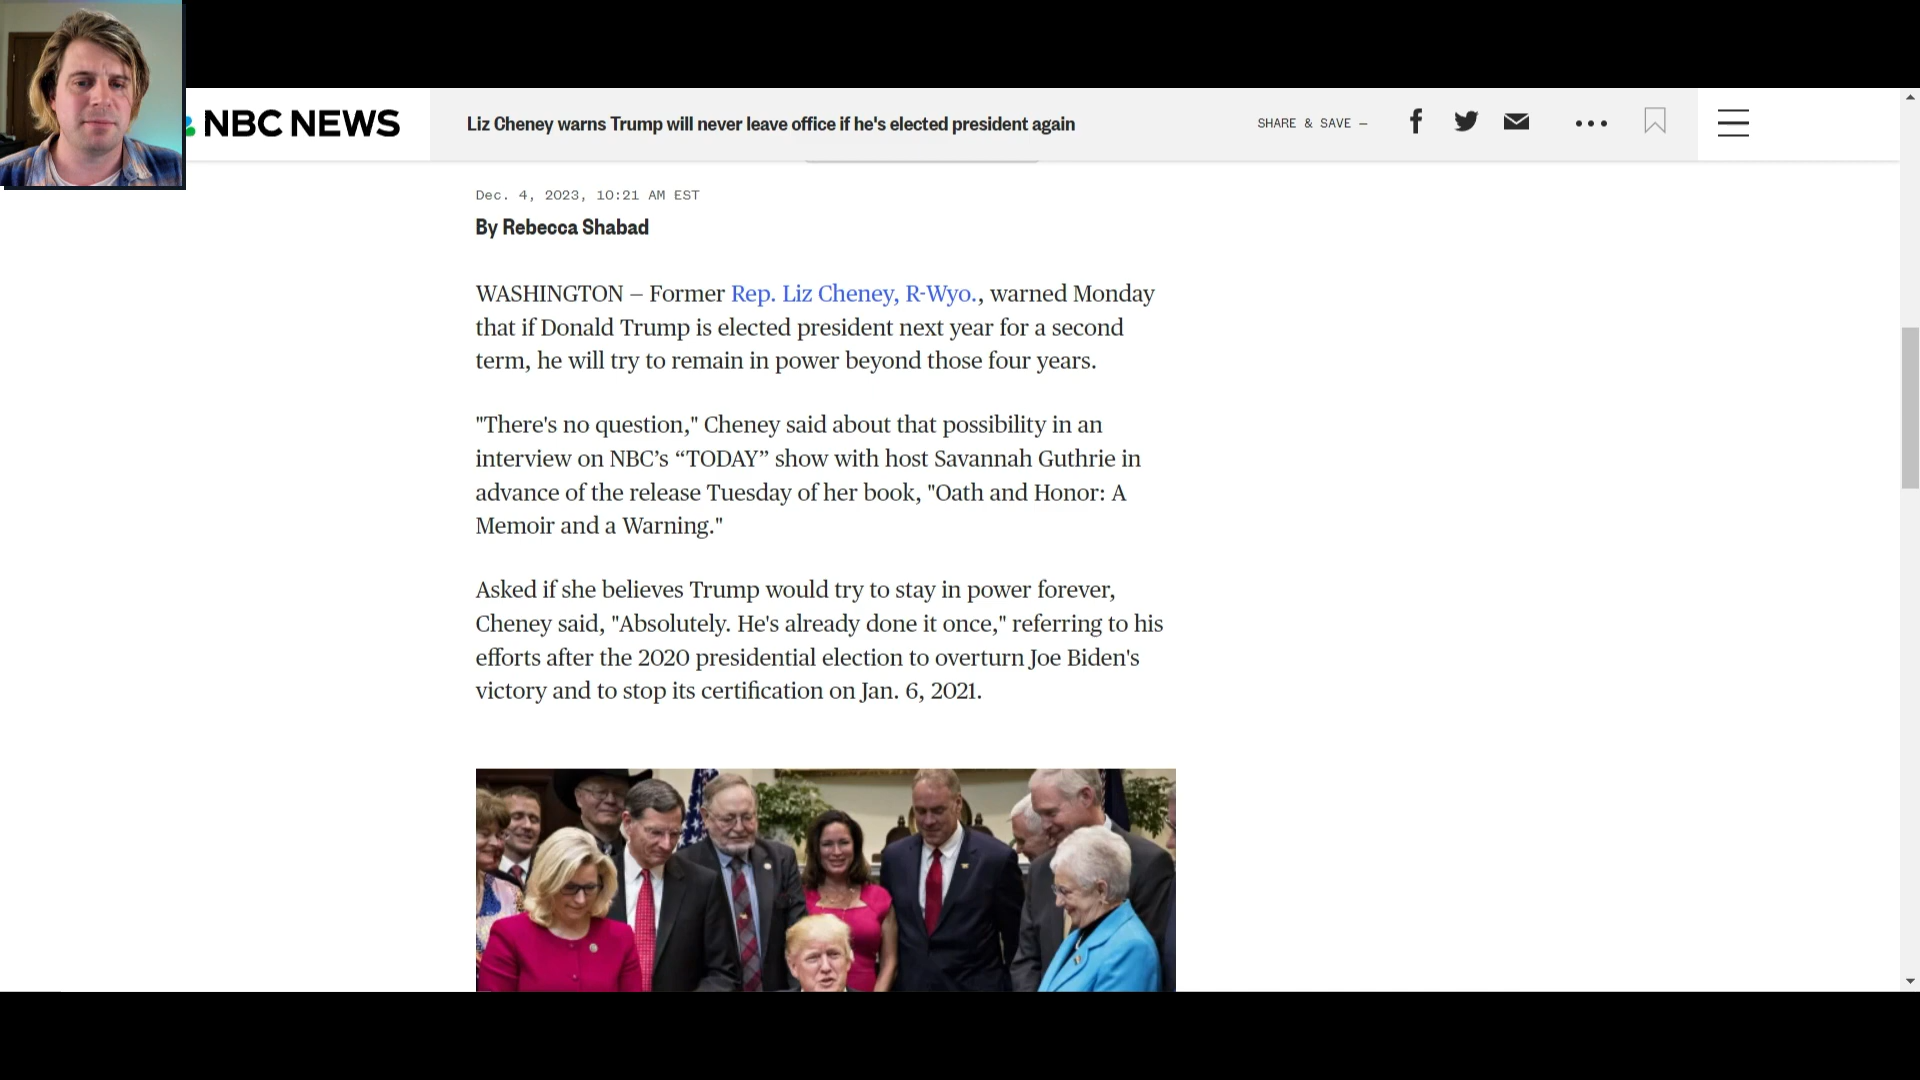 NBC NEWS
Liz Cheney warns Trump will never leave office if he's elected president again
SHARE & SAVE —
Dec. 4, 2023, 10:21 AM EST
By Rebecca Shabad
WASHINGTON — Former Rep. Liz Cheney, R-Wyo., warned Monday
that if Donald Trump is elected president next year for a second
term, he will try to remain in power beyond those four years.
"There's no question," Cheney said about that possibility in an
interview on NBC’s “TODAY” show with host Savannah Guthrie in
advance of the release Tuesday of her book, "Oath and Honor: A
Memoir and a Warning."
Asked if she believes Trump would try to stay in power forever,
Cheney said, "Absolutely. He's already done it once," referring to his
efforts after the 2020 presidential election to overturn Joe Biden's
victory and to stop its certification on Jan. 6, 2021.